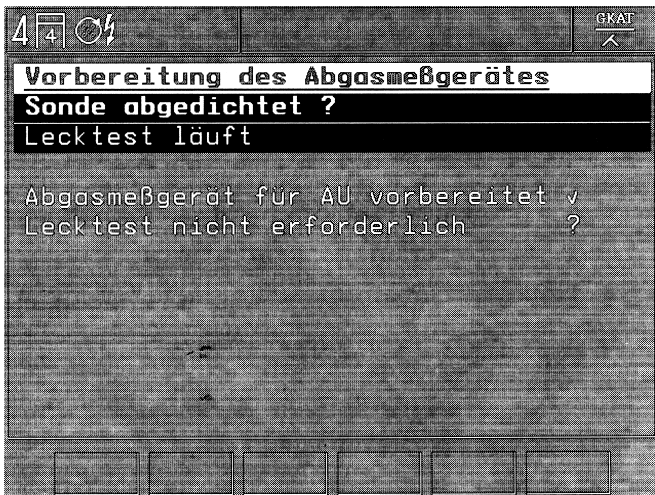 4 4 GKAT
Vorbereitung des Abgasmeßgerätes
Sonde abgedichtet ?
Lecktest läuft
Abgasmeßgerät für AU vorbereitet √
Lecktest nicht erforderlich ?